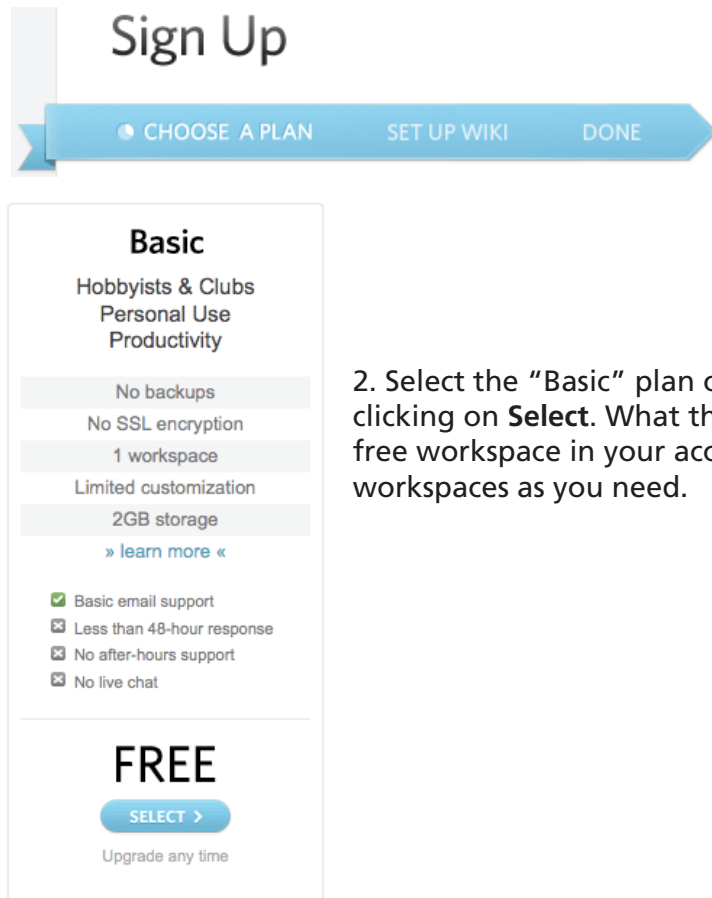 Sign Up
CHOOSE A PLAN SET UP WIKI DONE
Basic
Hobbyists & Clubs
Personal Use
Productivity
No backups
No SSL encryption
1 workspace
Limited customization
2GB storage
» learn more «
Basic email support
Less than 48-hour response
No after-hours support
No live chat
FREE
SELECT >
Upgrade any time
2. Select the “Basic” plan
clicking on Select. What
free workspace in your
workspaces as you need.